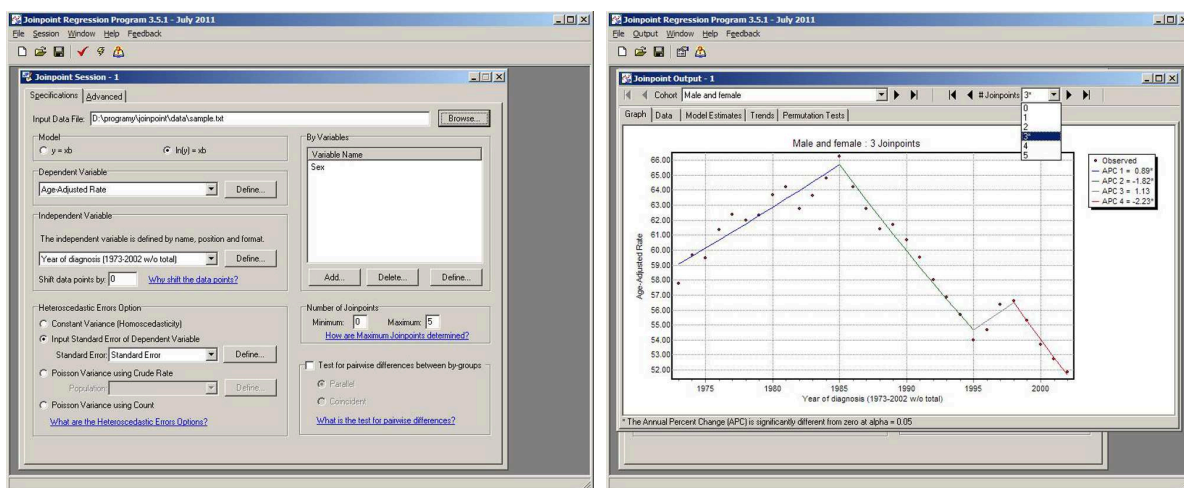 Joinpoint Regression Program 3.5.1 - July 2011
File Session Window Help Feedback
Joinpoint Session - 1
Specifications Advanced
Input Data File: D:\programy\joinpoint\data\sample.txt Browse...
Model
y = xb ln(y) = xb
Dependent Variable
Age-Adjusted Rate Define...
Independent Variable
The independent variable is defined by name, position and format.
Year of diagnosis (1973-2002 w/o total) Define...
Shift data points by: 0 Why shift the data points?
Heteroscedastic Errors Option
Constant Variance (Homoscedasticity)
Input Standard Error of Dependent Variable
Standard Error: Standard Error Define...
Poisson Variance using Crude Rate
Population: Define...
Poisson Variance using Count
What are the Heteroscedastic Errors Options?
By Variables
Variable Name
Sex
Add... Delete... Define...
Number of Joinpoints
Minimum: 0 Maximum: 5
How are Maximum Joinpoints determined?
Test for pairwise differences between by-groups
Parallel
Coincident
What is the test for pairwise differences?
Joinpoint Regression Program 3.5.1 - July 2011
File Output Window Help Feedback
Joinpoint Output - 1
Cohort Male and female # Joinpoints 3*
0
1
2
3*
4
5
Graph Data Model Estimates Trends Permutation Tests
Male and female : 3 Joinpoints
66.00
65.00
64.00
63.00
62.00
61.00
60.00
59.00
58.00
57.00
56.00
55.00
54.00
53.00
52.00
Age-Adjusted Rate
1975 1980 1985 1990 1995 2000
Year of diagnosis (1973-2002 w/o total)
Observed
APC 1 = 0.89*
APC 2 = -1.82*
APC 3 = 1.13
APC 4 = -2.23*
* The Annual Percent Change (APC) is significantly different from zero at alpha = 0.05